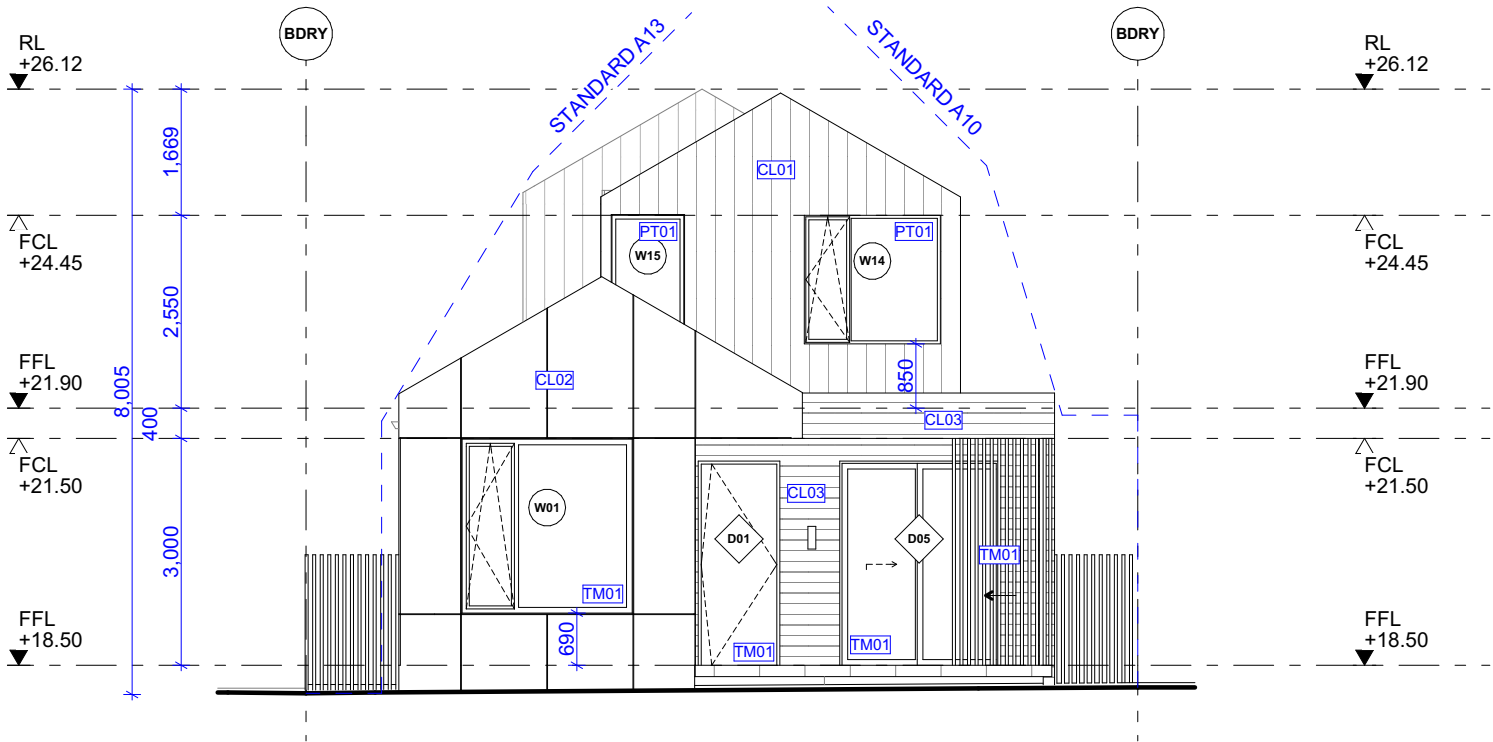 BDRY
BDRY
STANDARD A13
STANDARD A10
RL
+26.12
RL
+26.12
1,669
CL01
FCL
+24.45
PT01
W15
PT01
W14
FCL
+24.45
2,550
FFL
+21.90
8,005
400
CL02
850
CL03
FFL
+21.90
FCL
+21.50
FCL
+21.50
W01
CL03
D01
D05
3,000
TM01
TM01
690
TM01
TM01
FFL
+18.50
FFL
+18.50